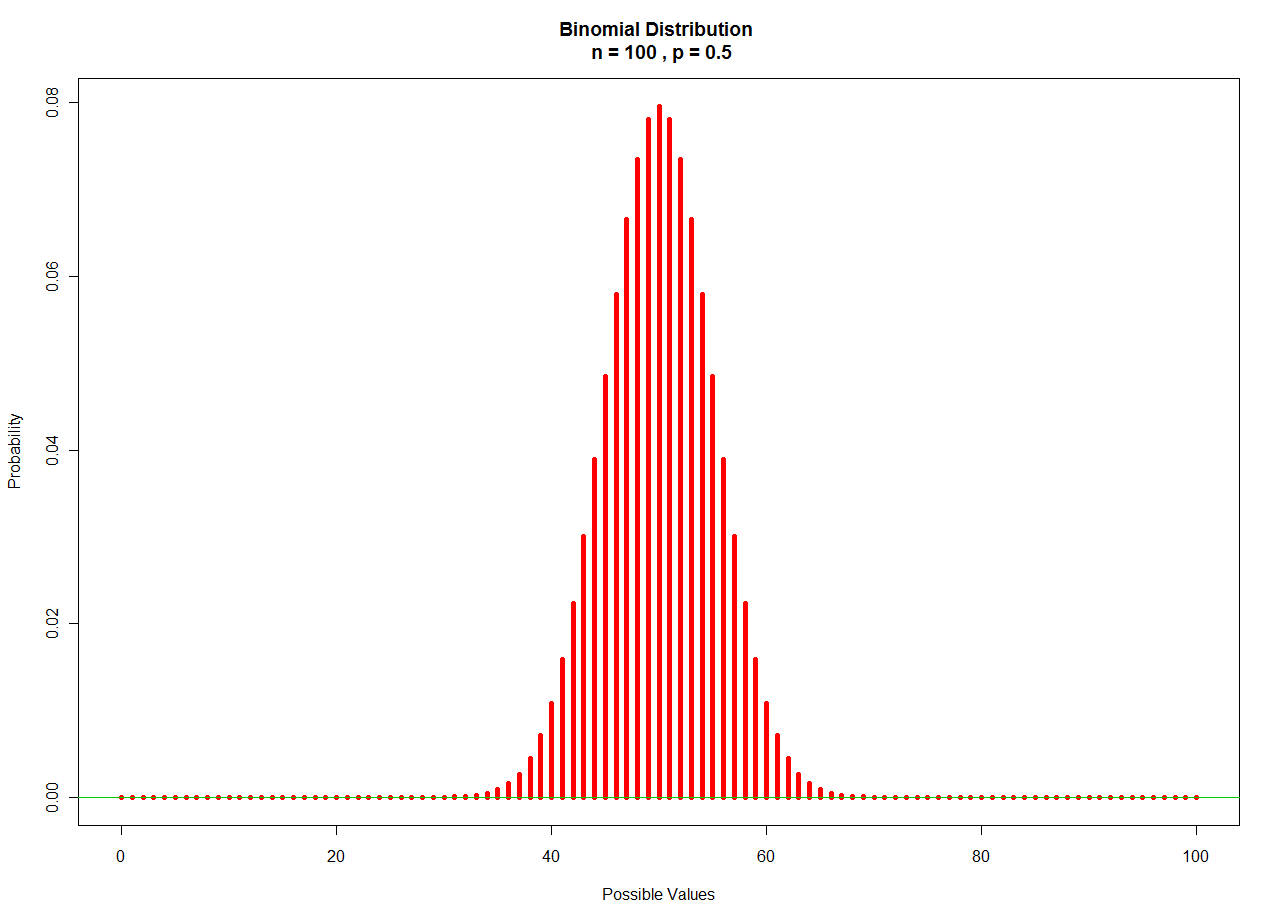 Binomial Distribution
n = 100 , p = 0.5
0.08
0.06
0.04
0.02
0.00
Probability
0 20 40 60 80 100
Possible Values